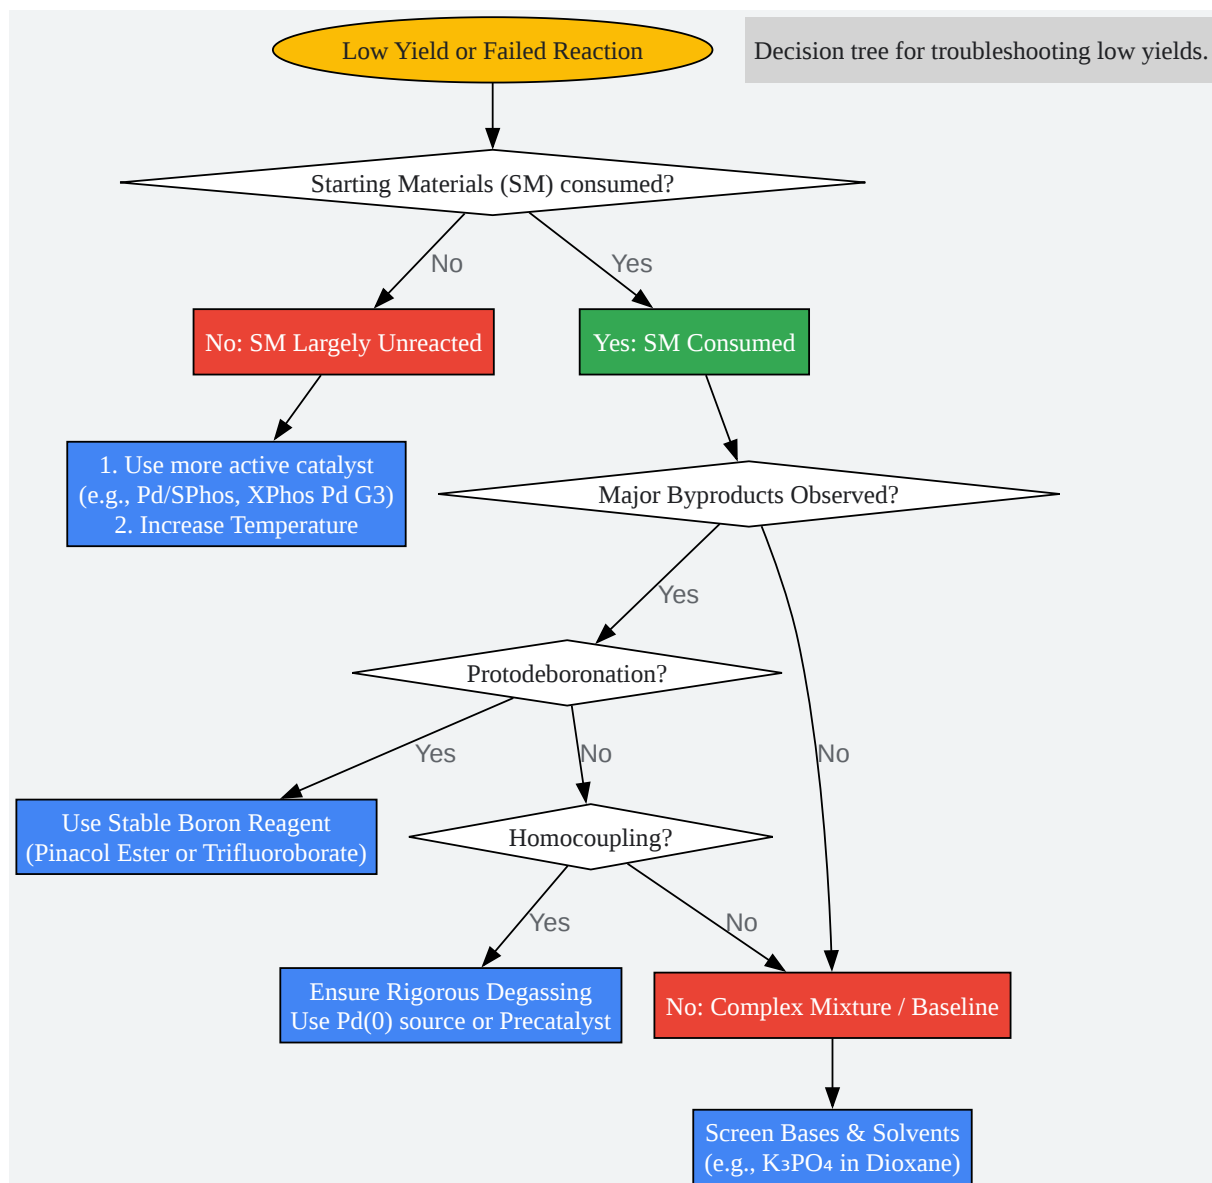 Low Yield or Failed Reaction
Decision tree for troubleshooting low yields.
Starting Materials (SM) consumed?
No
Yes
No: SM Largely Unreacted
Yes: SM Consumed
1. Use more active catalyst
(e.g., Pd/SPhos, XPhos Pd G3)
2. Increase Temperature
Major Byproducts Observed?
Yes
No
Protodeboronation?
Yes
No
Use Stable Boron Reagent
(Pinacol Ester or Trifluoroborate)
Homocoupling?
Yes
No
Ensure Rigorous Degassing
Use Pd(0) source or Precatalyst
No: Complex Mixture / Baseline
Screen Bases & Solvents
(e.g., K₃PO₄ in Dioxane)